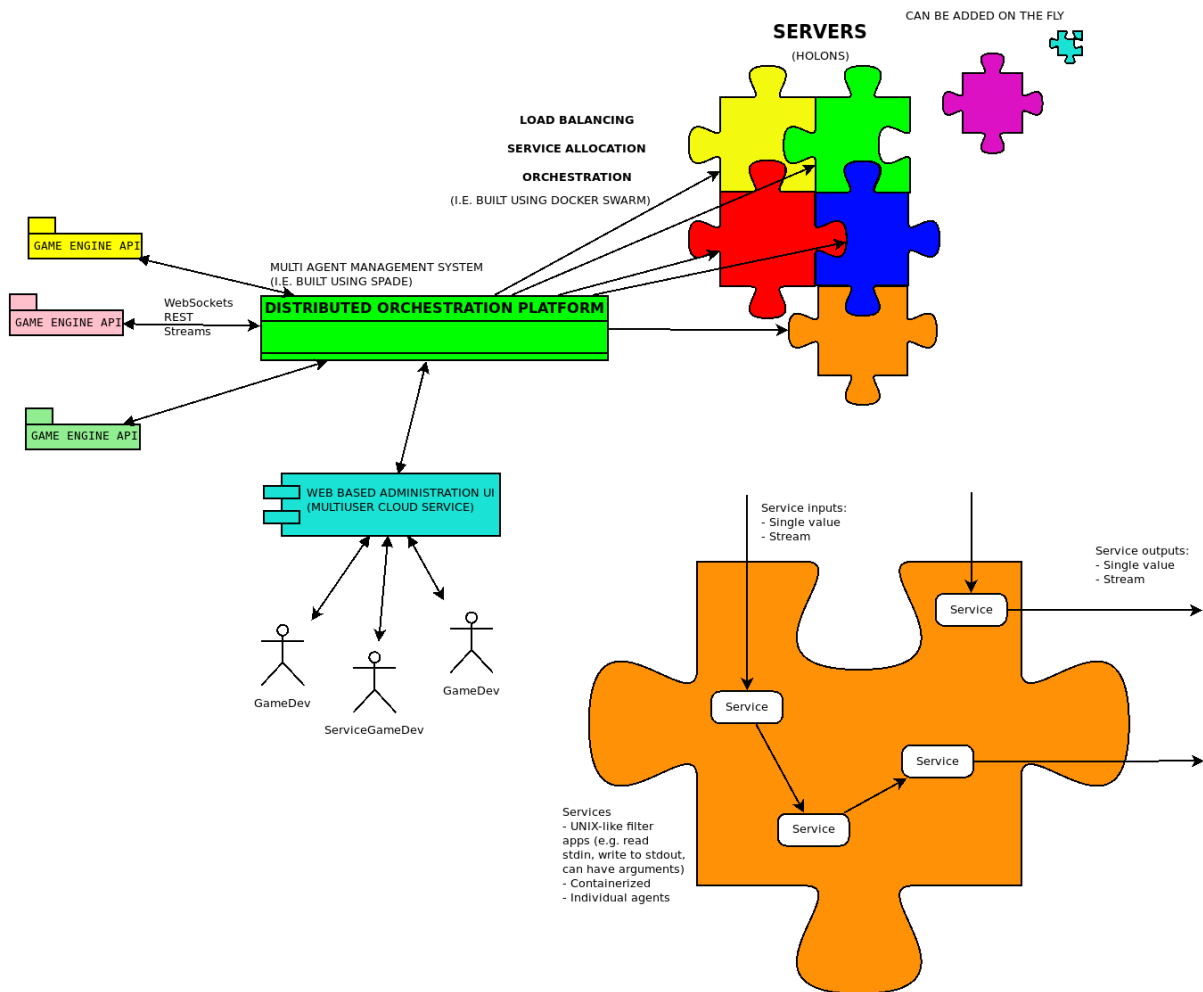 CAN BE ADDED ON THE FLY
SERVERS
(HOLONS)
LOAD BALANCING
SERVICE ALLOCATION
ORCHESTRATION
(I.E. BUILT USING DOCKER SWARM)
GAME ENGINE API
MULTI AGENT MANAGEMENT SYSTEM
(I.E. BUILT USING SPADE)
WebSockets
REST
Streams
GAME ENGINE API
DISTRIBUTED ORCHESTRATION PLATFORM
GAME ENGINE API
WEB BASED ADMINISTRATION UI
(MULTIUSER CLOUD SERVICE)
GameDev
ServiceGameDev
GameDev
Service inputs:
- Single value
- Stream
Service outputs:
- Single value
- Stream
Service
Service
Service
Service
Services
- UNIX-like filter
apps (e.g. read
stdin, write to stdout,
can have arguments)
- Containerized
- Individual agents